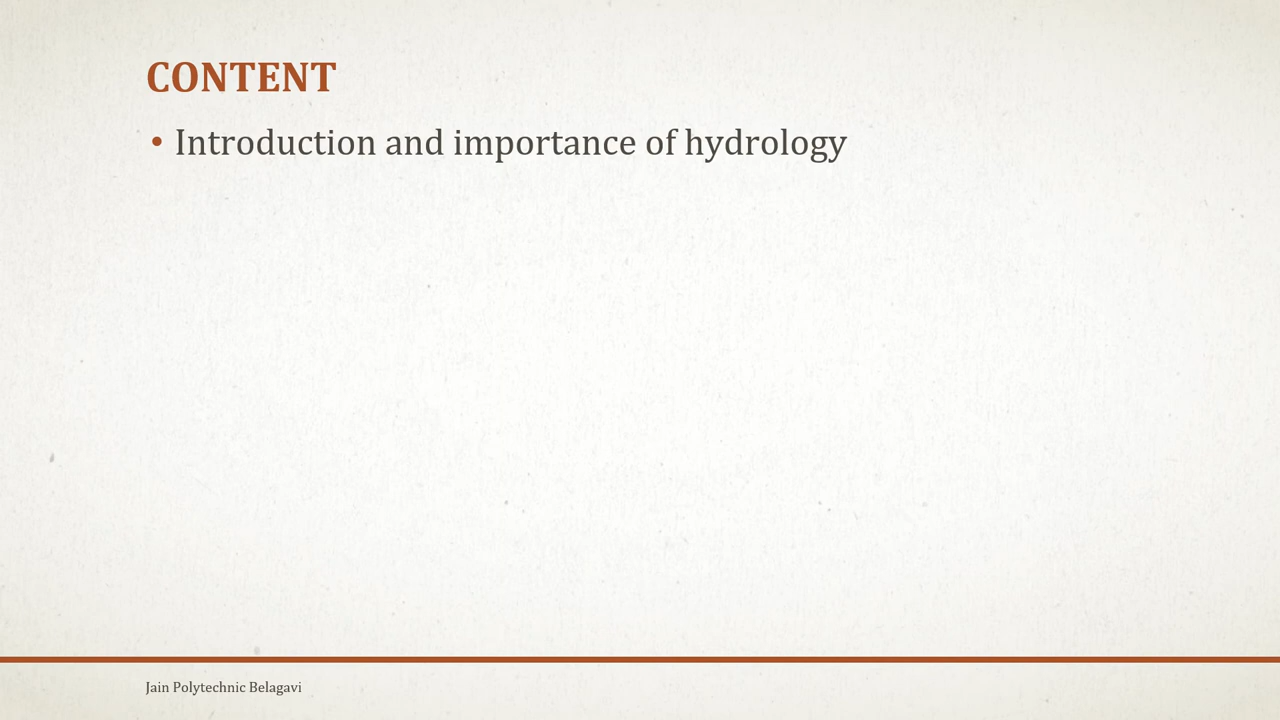 CONTENT
• Introduction and importance of hydrology
Jain Polytechnic Belagavi